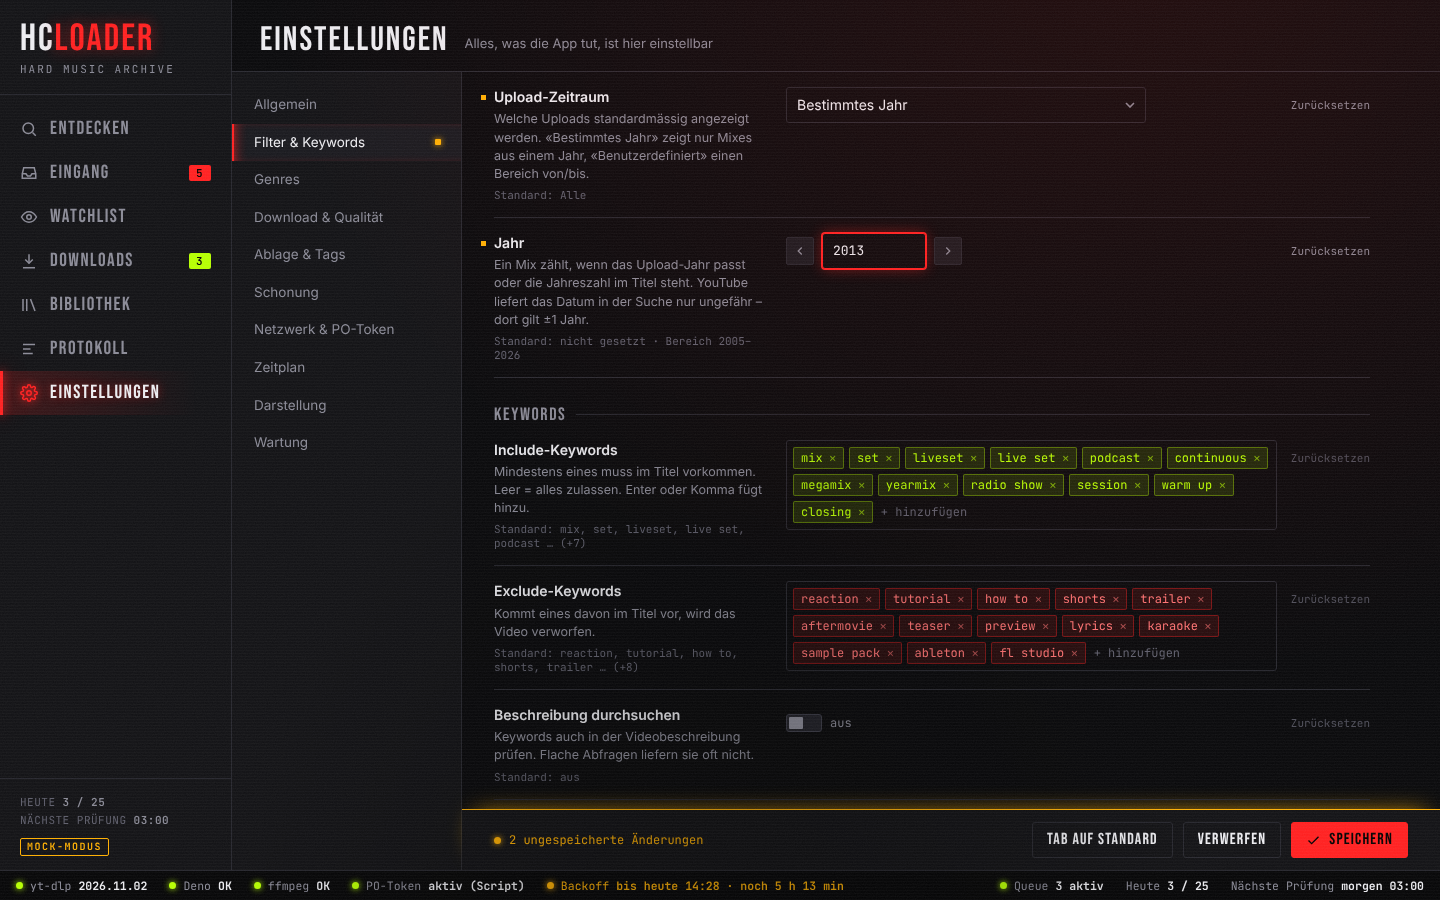 HCLOADER
HARD MUSIC ARCHIVE
ENTDECKEN
EINGANG 5
WATCHLIST
DOWNLOADS 3
BIBLIOTHEK
PROTOKOLL
EINSTELLUNGEN
HEUTE 3 / 25
NÄCHSTE PRÜFUNG 03:00
MOCK-MODUS
EINSTELLUNGEN Alles, was die App tut, ist hier einstellbar
Allgemein
Filter & Keywords
Genres
Download & Qualität
Ablage & Tags
Schonung
Netzwerk & PO-Token
Zeitplan
Darstellung
Wartung
Upload-Zeitraum
Welche Uploads standardmässig angezeigt
werden. «Bestimmtes Jahr» zeigt nur Mixes
aus einem Jahr, «Benutzerdefiniert» einen
Bereich von/bis.
Standard: Alle
Bestimmtes Jahr
Zurücksetzen
Jahr
Ein Mix zählt, wenn das Upload-Jahr passt
oder die Jahreszahl im Titel steht. YouTube
liefert das Datum in der Suche nur ungefähr –
dort gilt ±1 Jahr.
Standard: nicht gesetzt · Bereich 2005–
2026
‹ 2013 ›
Zurücksetzen
KEYWORDS
Include-Keywords
Mindestens eines muss im Titel vorkommen.
Leer = alles zulassen. Enter oder Komma fügt
hinzu.
Standard: mix, set, liveset, live set,
podcast … (+7)
mix × set × liveset × live set × podcast × continuous ×
megamix × yearmix × radio show × session × warm up ×
closing × + hinzufügen
Zurücksetzen
Exclude-Keywords
Kommt eines davon im Titel vor, wird das
Video verworfen.
Standard: reaction, tutorial, how to,
shorts, trailer … (+8)
reaction × tutorial × how to × shorts × trailer ×
aftermovie × teaser × preview × lyrics × karaoke ×
sample pack × ableton × fl studio × + hinzufügen
Zurücksetzen
Beschreibung durchsuchen
Keywords auch in der Videobeschreibung
prüfen. Flache Abfragen liefern sie oft nicht.
Standard: aus
aus
Zurücksetzen
2 ungespeicherte Änderungen
TAB AUF STANDARD
VERWERFEN
SPEICHERN
yt-dlp 2026.11.02 Deno OK ffmpeg OK PO-Token aktiv (Script) Backoff bis heute 14:28 · noch 5 h 13 min Queue 3 aktiv Heute 3 / 25 Nächste Prüfung morgen 03:00